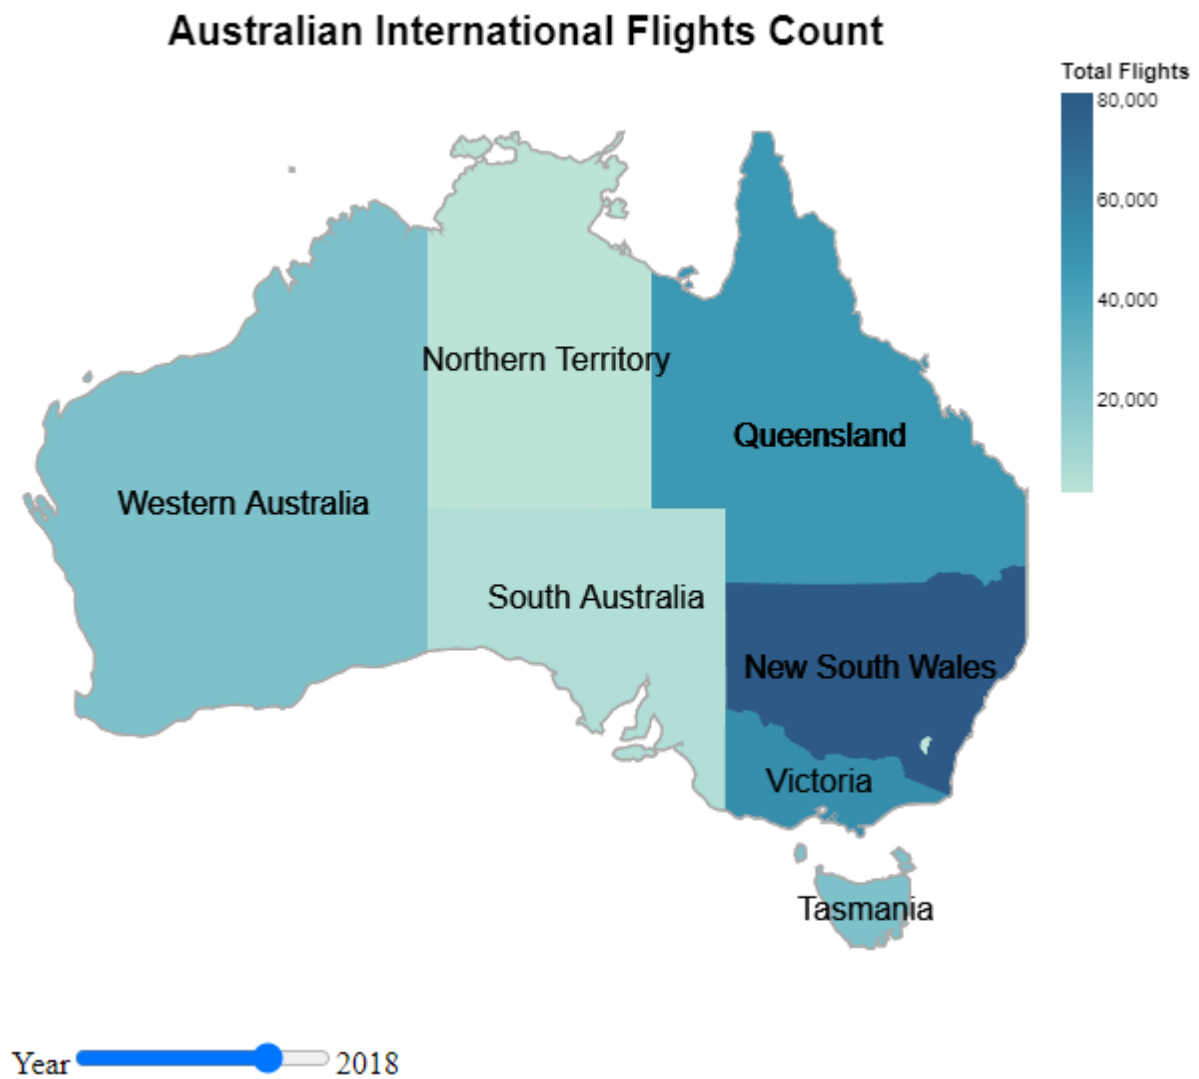 Australian International Flights Count
Total Flights
80,000
60,000
40,000
20,000
Northern Territory
Queensland
Western Australia
South Australia
New South Wales
Victoria
Tasmania
Year 2018